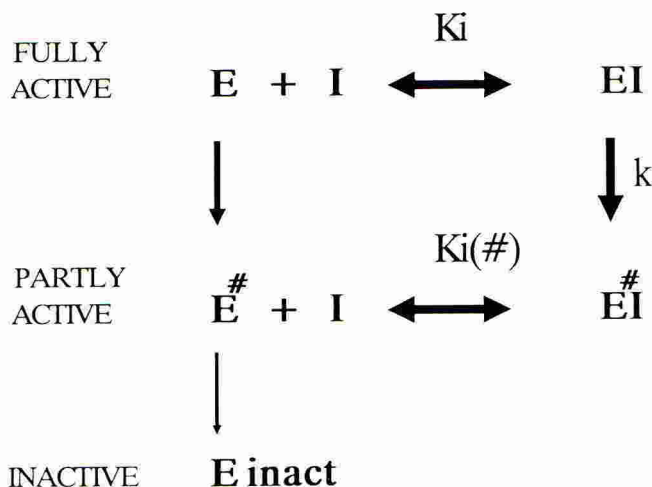 Ki
FULLY
ACTIVE
E + I EI
k
Ki(#)
PARTLY
ACTIVE
E# + I EI#
INACTIVE E inact